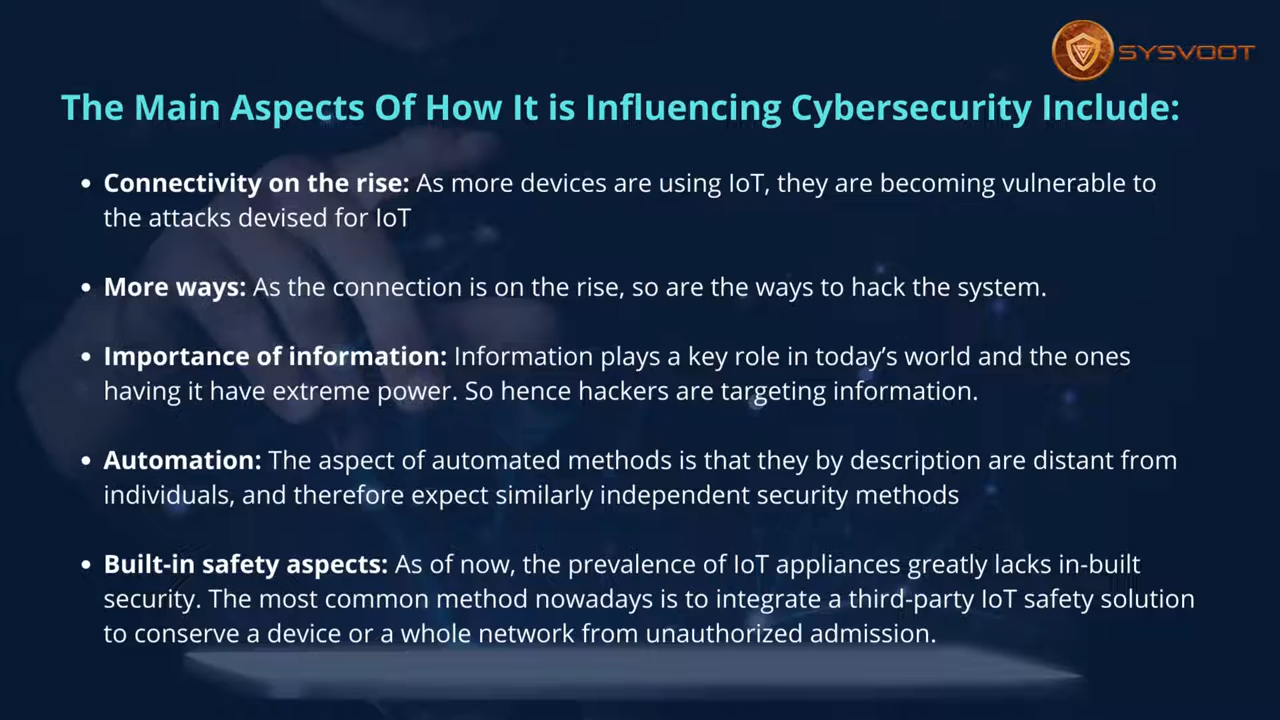 SYSVOOT
The Main Aspects Of How It is Influencing Cybersecurity Include:
• Connectivity on the rise: As more devices are using IoT, they are becoming vulnerable to
the attacks devised for IoT
• More ways: As the connection is on the rise, so are the ways to hack the system.
• Importance of information: Information plays a key role in today’s world and the ones
having it have extreme power. So hence hackers are targeting information.
• Automation: The aspect of automated methods is that they by description are distant from
individuals, and therefore expect similarly independent security methods
• Built-in safety aspects: As of now, the prevalence of IoT appliances greatly lacks in-built
security. The most common method nowadays is to integrate a third-party IoT safety solution
to conserve a device or a whole network from unauthorized admission.